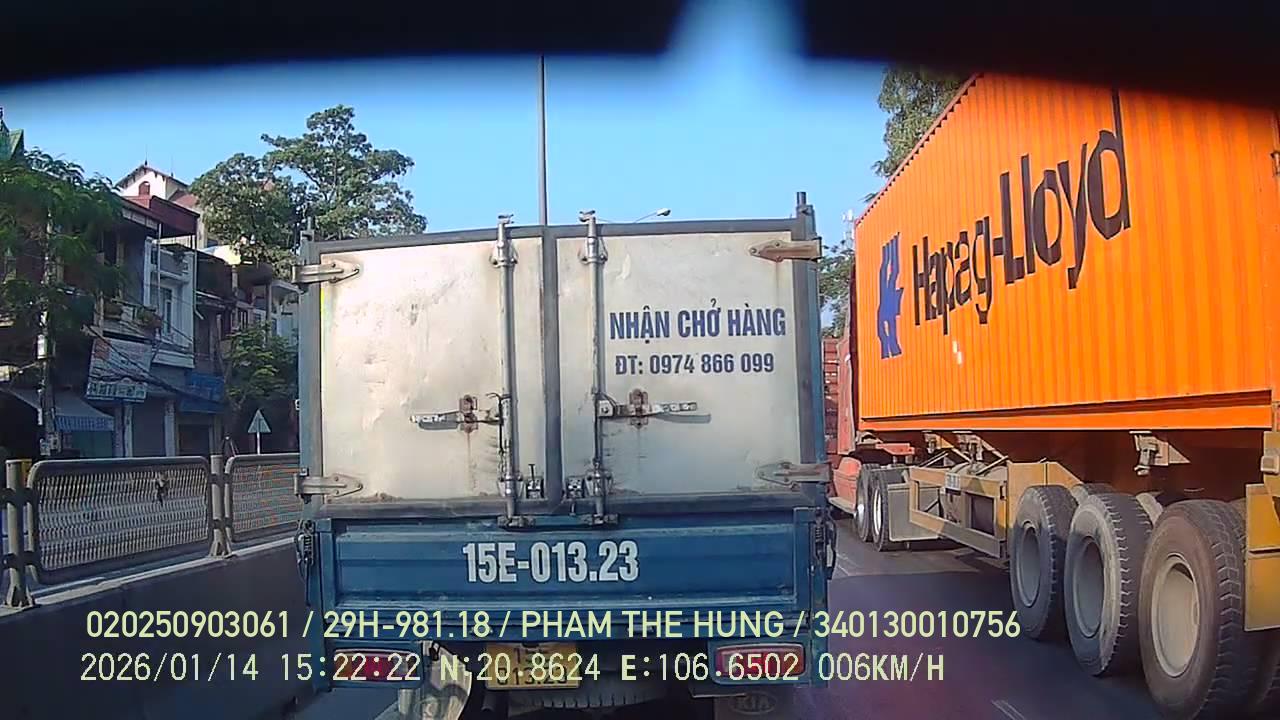 NHẬN CHỞ HÀNG
ĐT: 0974 866 099
Hapag-Lloyd
15E-013.23
020250903061 / 29H-981.18 / PHAM THE HUNG / 340130010756
2026/01/14 15:22:22 N:20.8624 E:106.6502 006KM/H
KIA